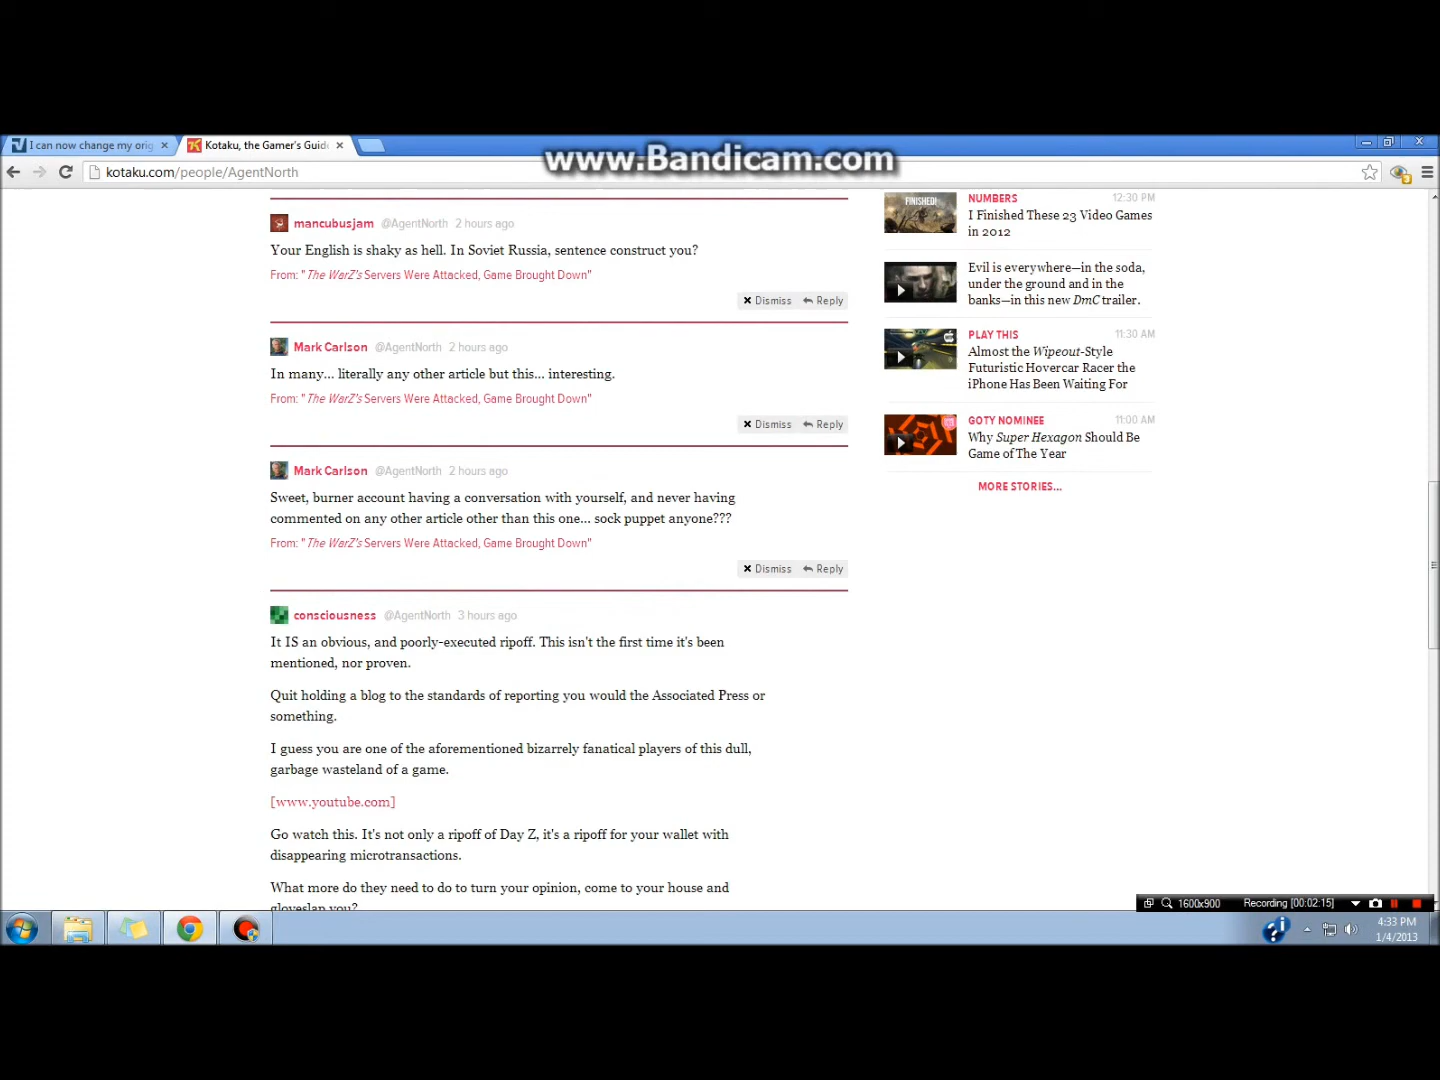 I can now change my orig
Kotaku, the Gamer's Guide
www.Bandicam.com
kotaku.com/people/AgentNorth
mancubusjam @AgentNorth 2 hours ago
Your English is shaky as hell. In Soviet Russia, sentence construct you?
From: "The WarZ's Servers Were Attacked, Game Brought Down"
Dismiss Reply
Mark Carlson @AgentNorth 2 hours ago
In many... literally any other article but this... interesting.
From: "The WarZ's Servers Were Attacked, Game Brought Down"
Dismiss Reply
Mark Carlson @AgentNorth 2 hours ago
Sweet, burner account having a conversation with yourself, and never having
commented on any other article other than this one... sock puppet anyone???
From: "The WarZ's Servers Were Attacked, Game Brought Down"
Dismiss Reply
consciousness @AgentNorth 3 hours ago
It IS an obvious, and poorly-executed ripoff. This isn't the first time it's been
mentioned, nor proven.
Quit holding a blog to the standards of reporting you would the Associated Press or
something.
I guess you are one of the aforementioned bizarrely fanatical players of this dull,
garbage wasteland of a game.
[www.youtube.com]
Go watch this. It's not only a ripoff of Day Z, it's a ripoff for your wallet with
disappearing microtransactions.
What more do they need to do to turn your opinion, come to your house and
gloveslap you?
FINISHED!
NUMBERS 12:30 PM
I Finished These 23 Video Games
in 2012
Evil is everywhere—in the soda,
under the ground and in the
banks—in this new DmC trailer.
PLAY THIS 11:30 AM
Almost the Wipeout-Style
Futuristic Hovercar Racer the
iPhone Has Been Waiting For
GOTY NOMINEE 11:00 AM
Why Super Hexagon Should Be
Game of The Year
MORE STORIES...
1600x900 Recording [00:02:15]
4:33 PM
1/4/2013